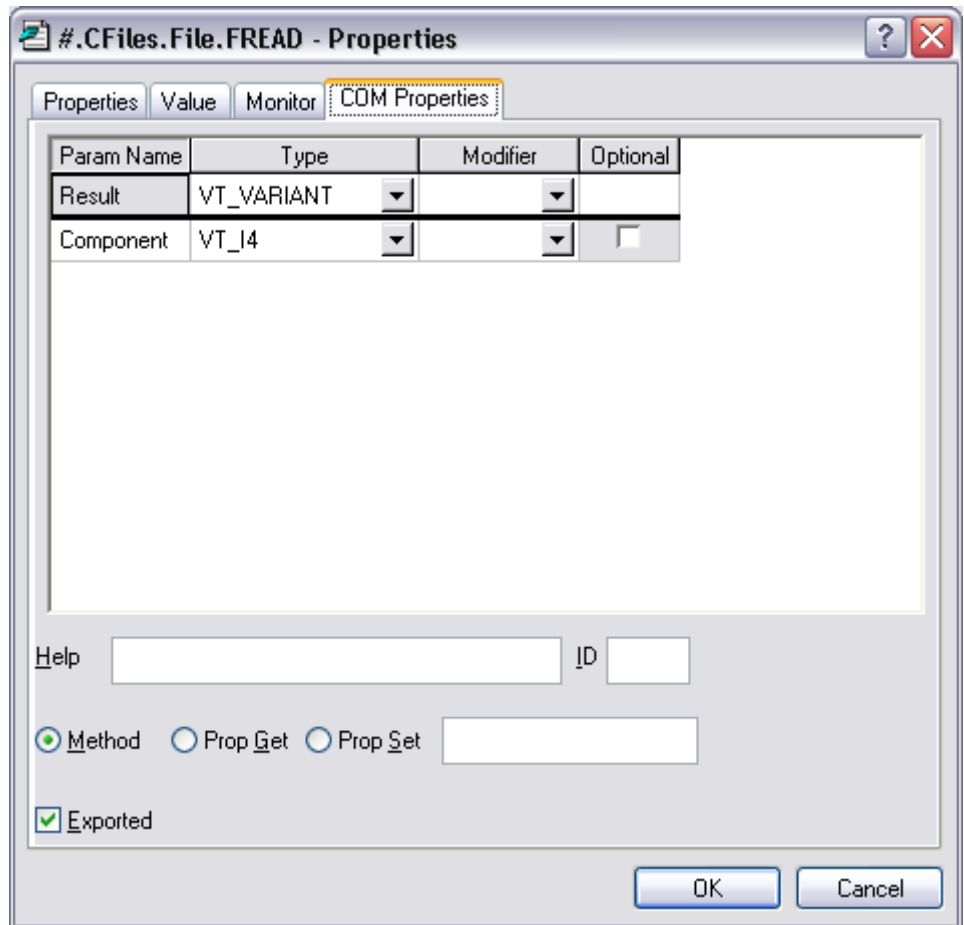 #.CFiles.File.FREAD - Properties
Properties Value Monitor COM Properties
Param Name Type Modifier Optional
Result VT_VARIANT
Component VT_I4
Help ID
Method Prop Get Prop Set
Exported
OK Cancel